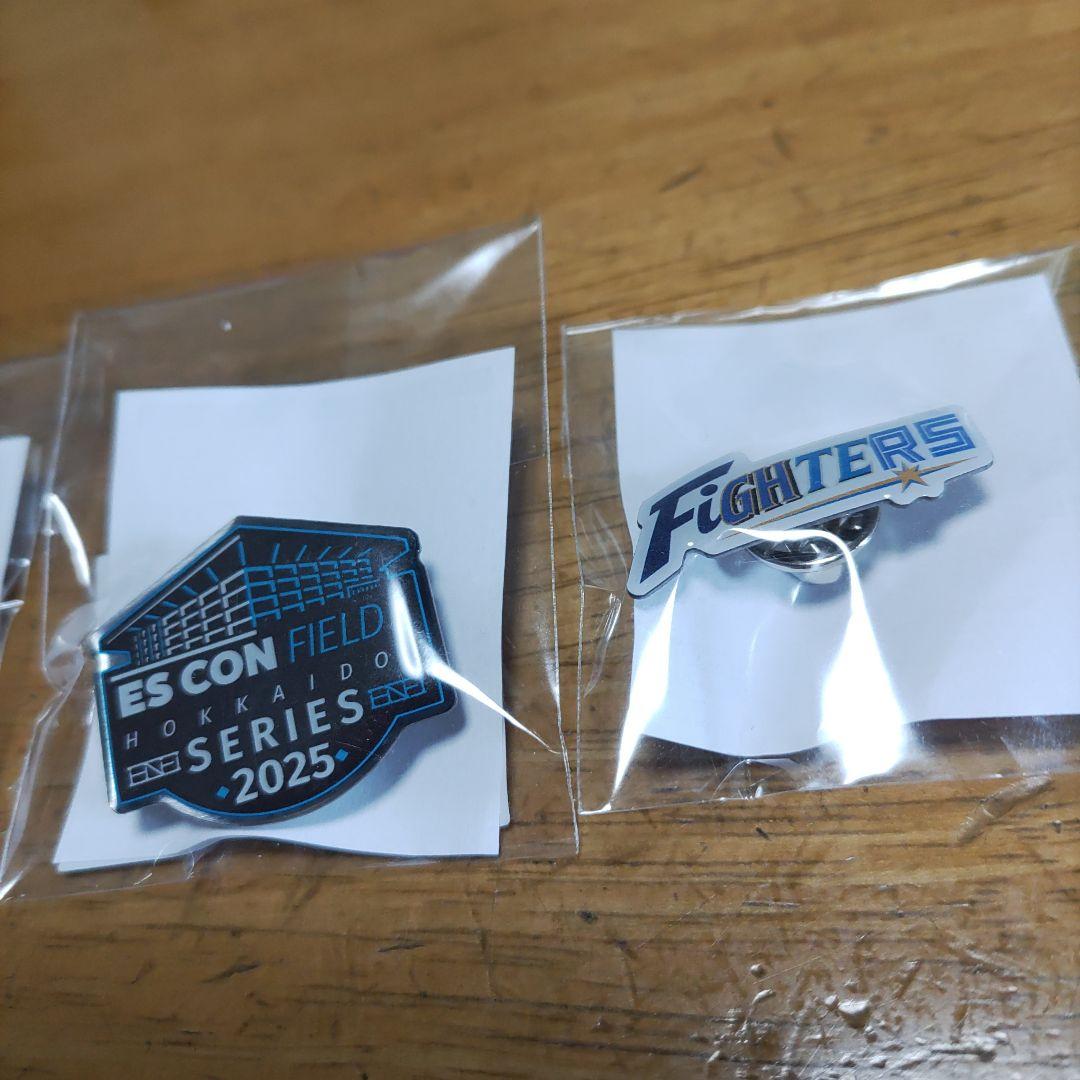 ES CON FIELD
HOKKAIDO
SERIES
2025
FiGHTERS